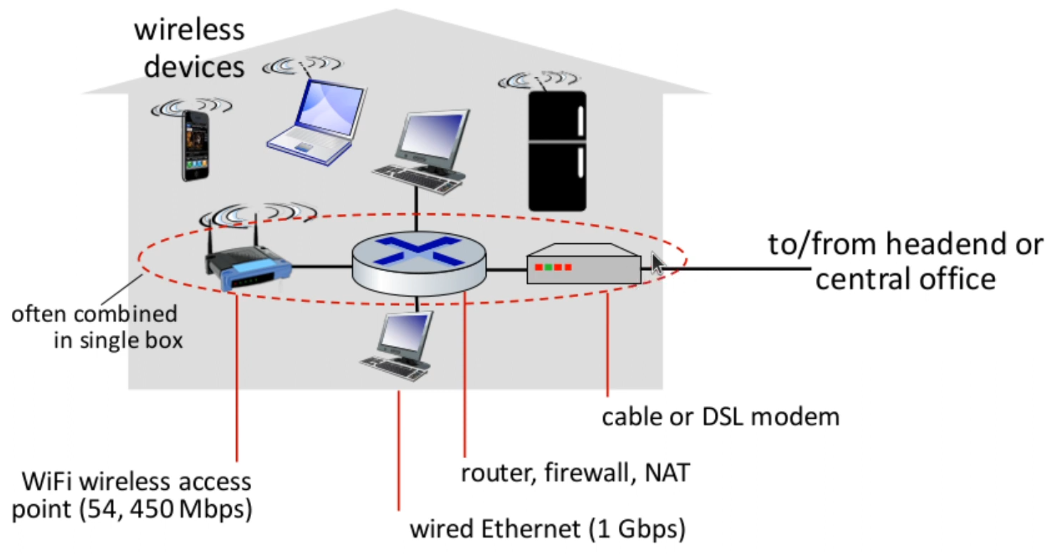 wireless
devices
to/from headend or
central office
often combined
in single box
cable or DSL modem
WiFi wireless access
point (54, 450 Mbps)
router, firewall, NAT
wired Ethernet (1 Gbps)